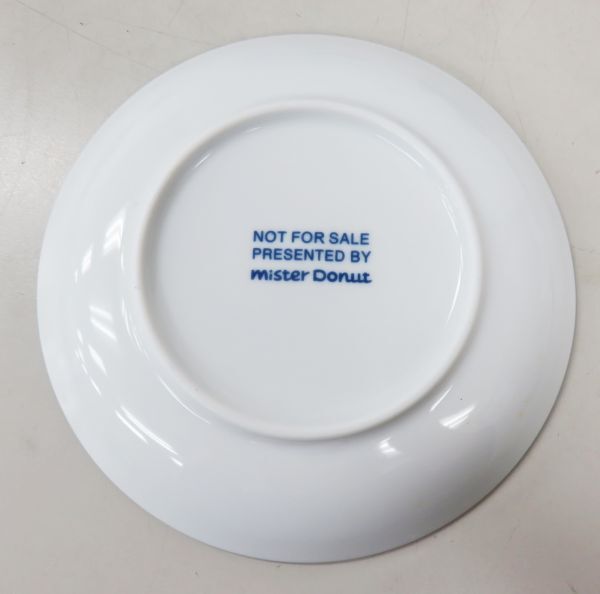 NOT FOR SALE
PRESENTED BY
mister Donut